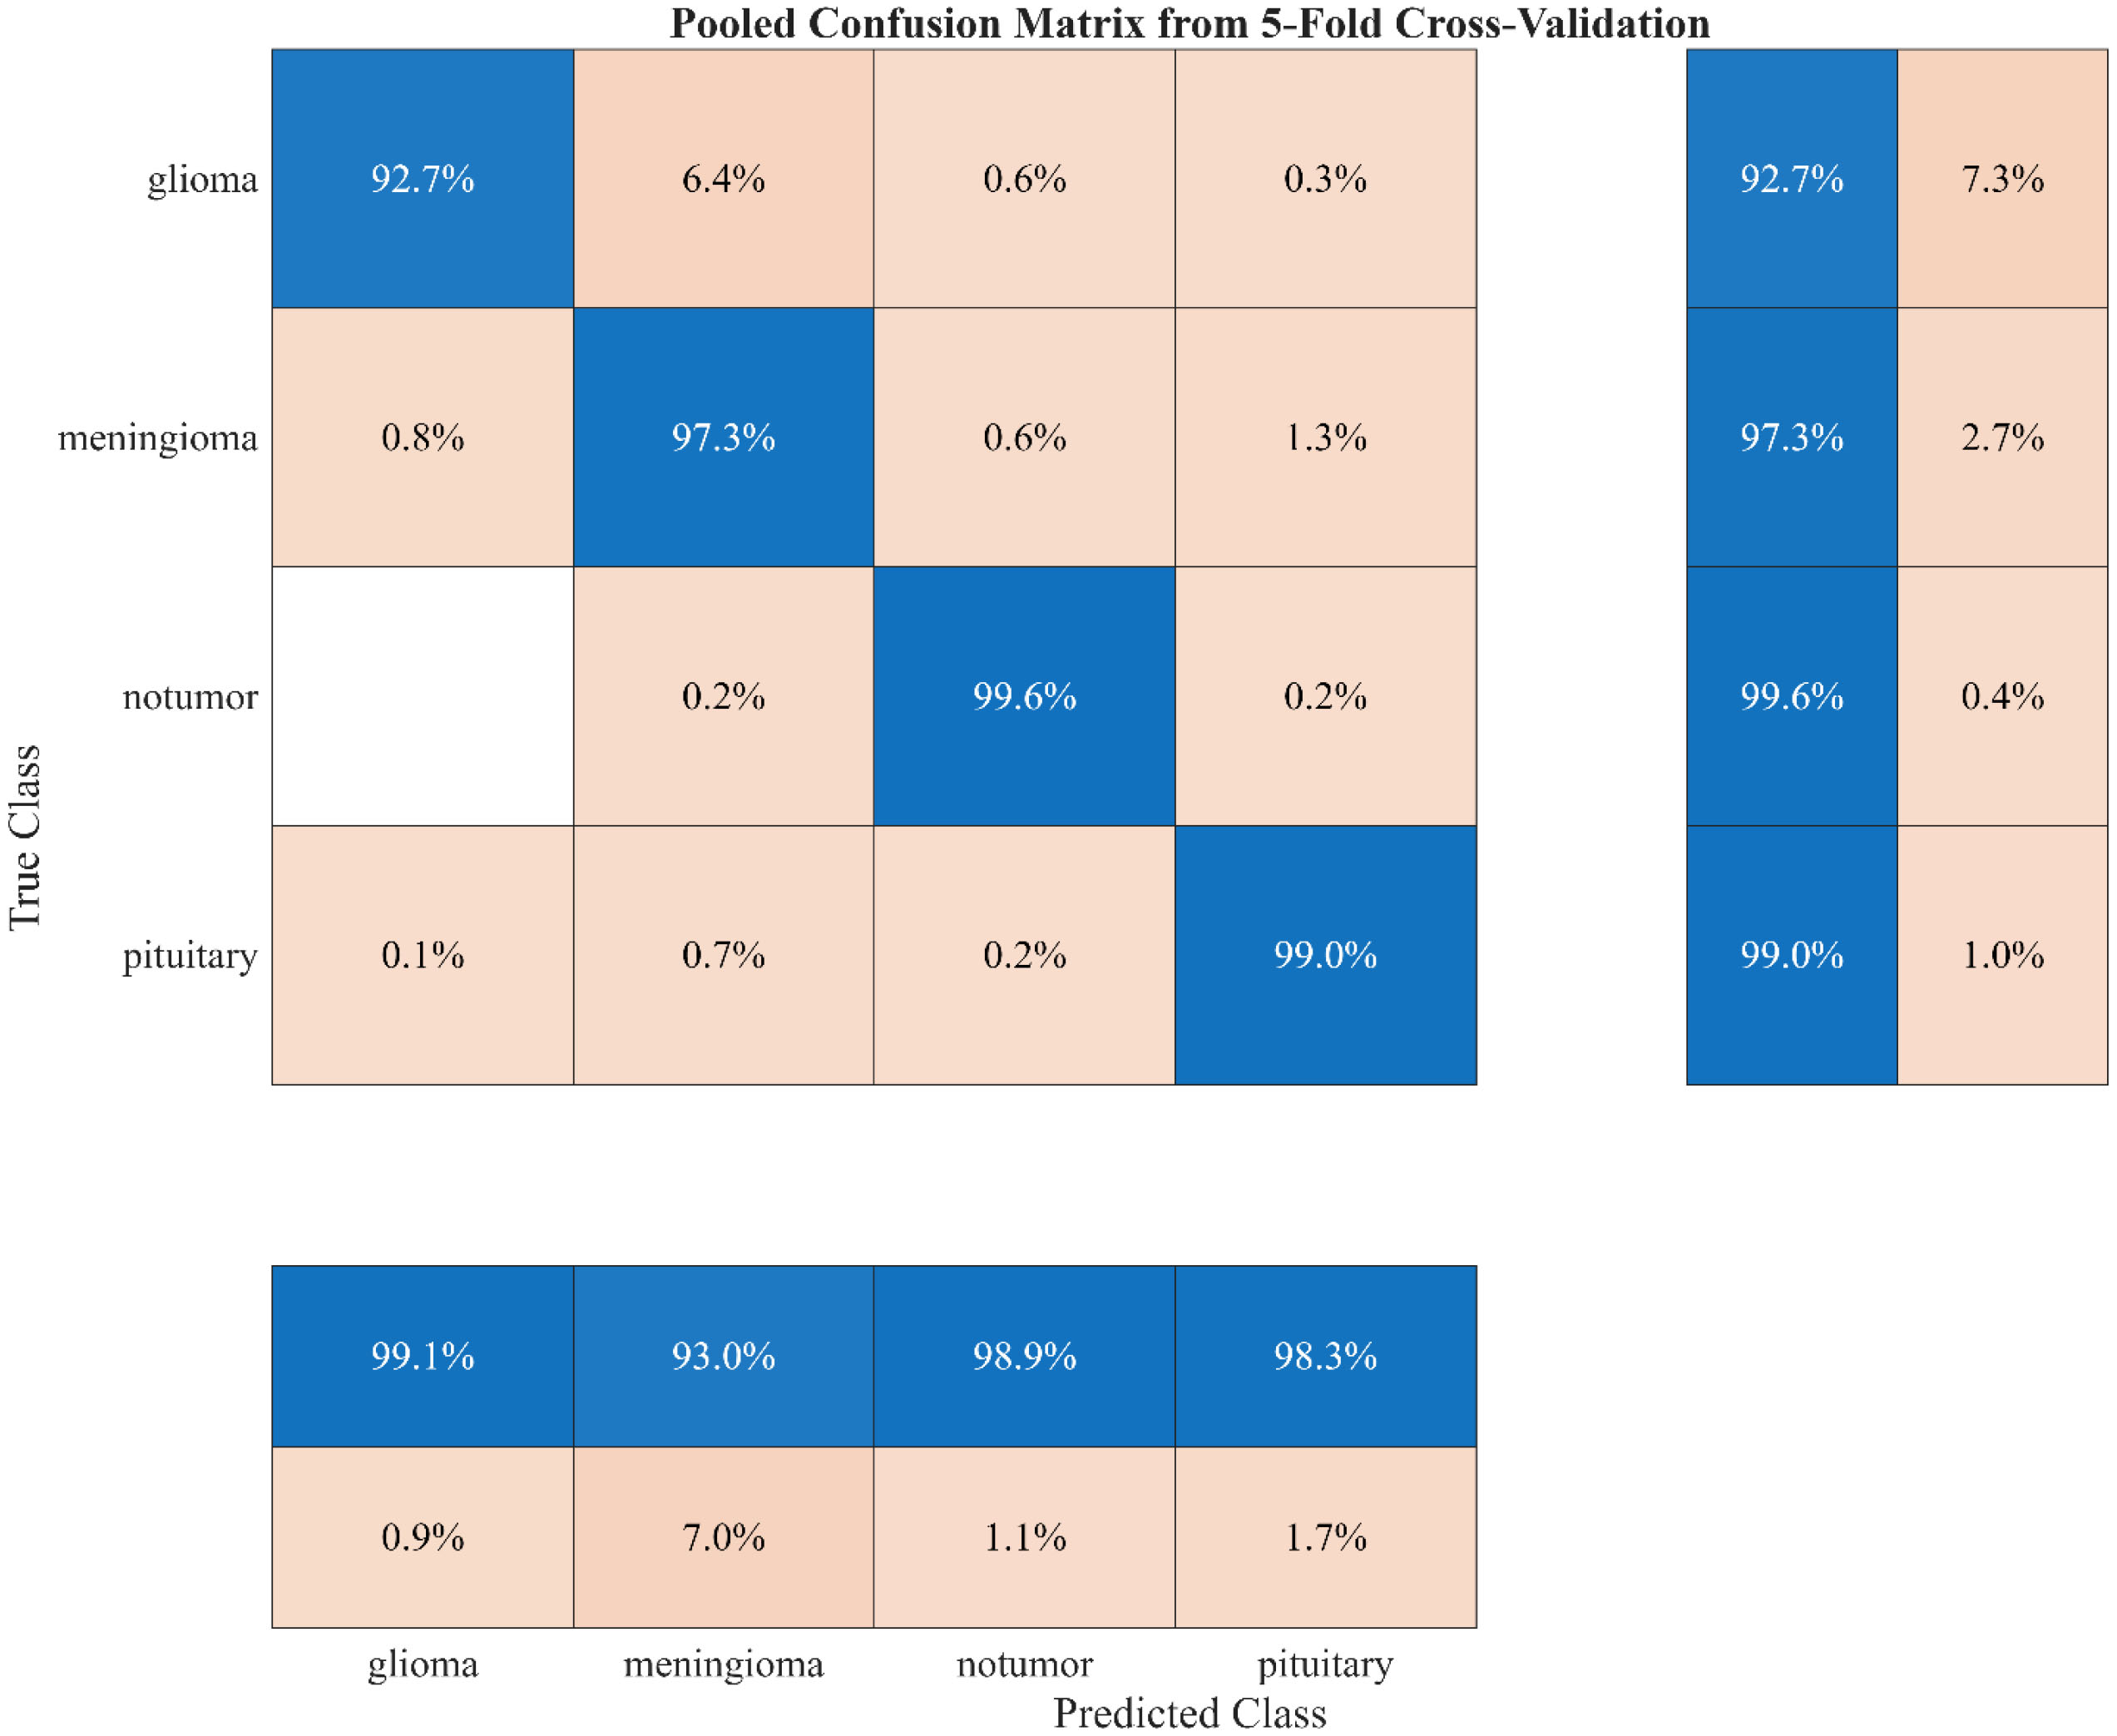 Pooled Confusion Matrix from 5-Fold Cross-Validation
glioma 92.7% 6.4% 0.6% 0.3% 92.7% 7.3%
meningioma 0.8% 97.3% 0.6% 1.3% 97.3% 2.7%
notumor 0.2% 99.6% 0.2% 99.6% 0.4%
pituitary 0.1% 0.7% 0.2% 99.0% 99.0% 1.0%
True Class
99.1% 93.0% 98.9% 98.3%
0.9% 7.0% 1.1% 1.7%
glioma meningioma notumor pituitary
Predicted Class